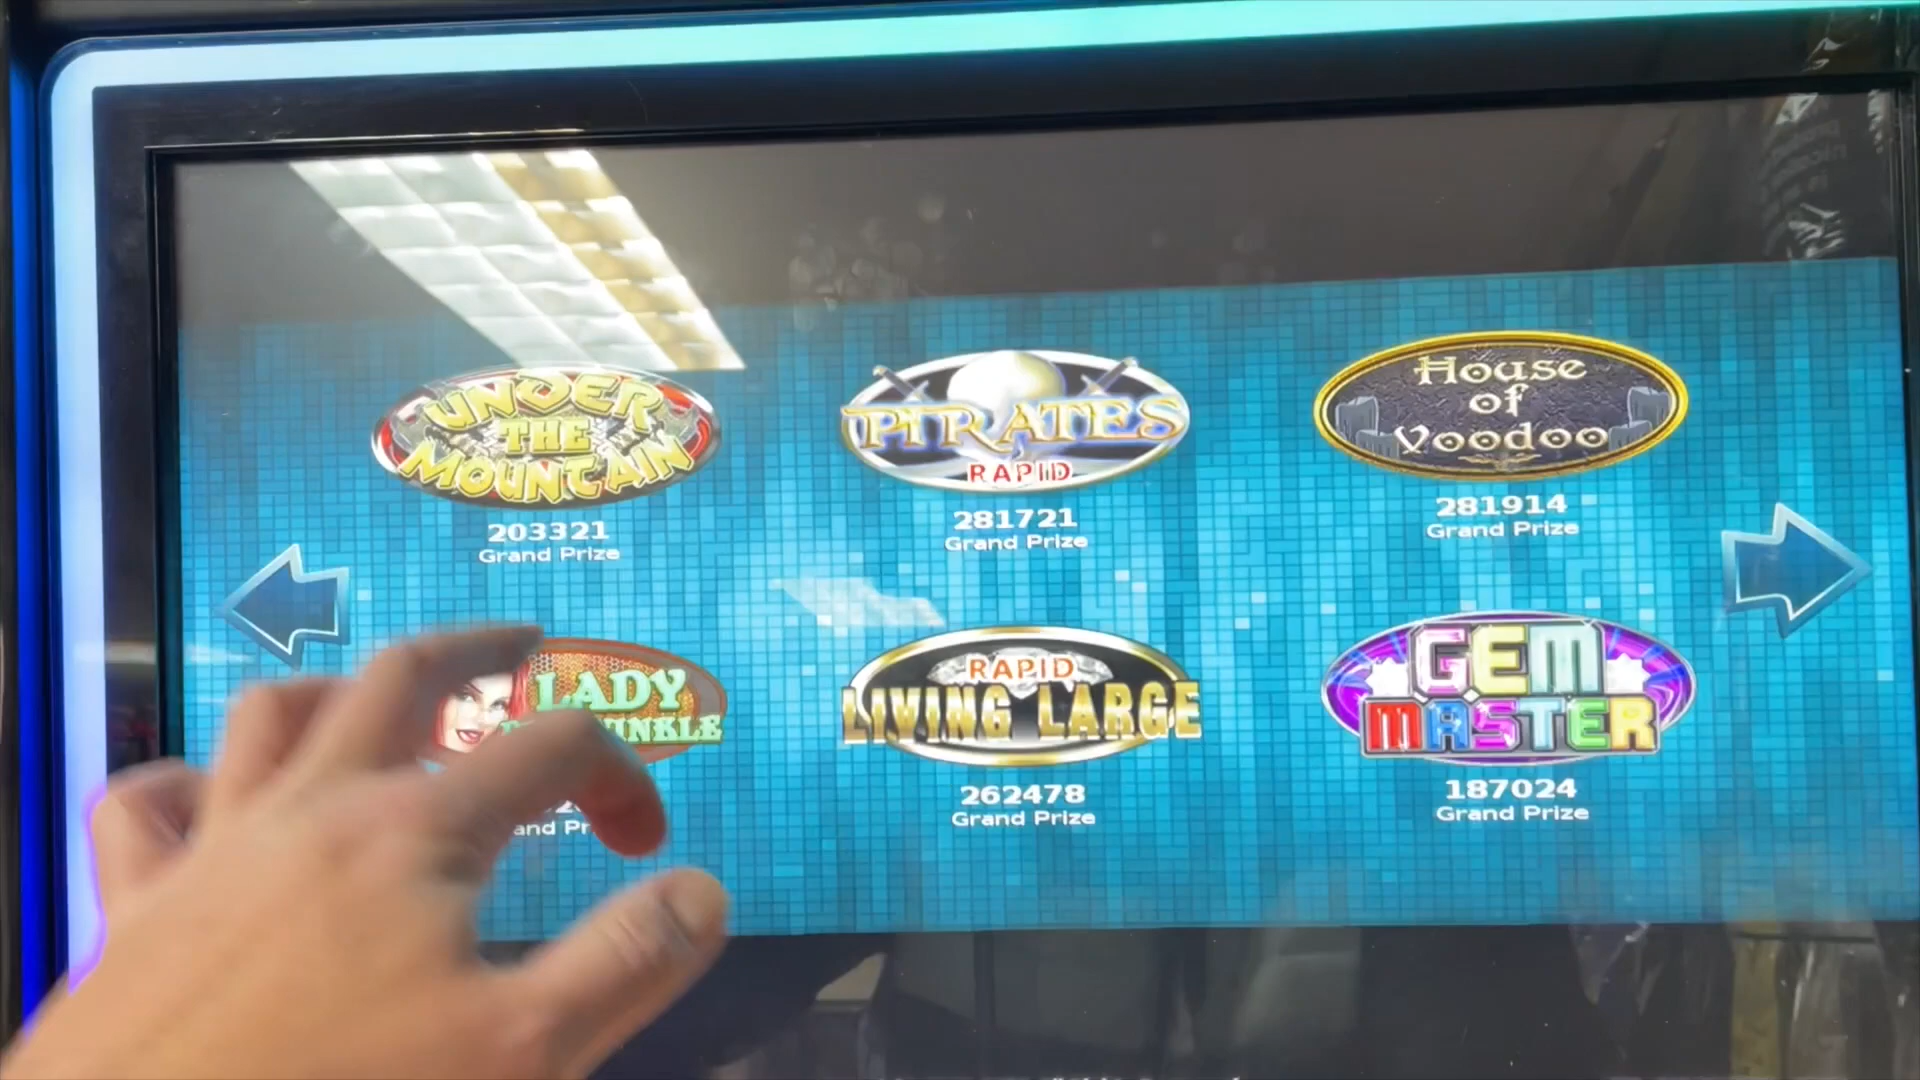 UNDER
THE
MOUNTAIN
203321
Grand Prize
PIRATES
RAPID
281721
Grand Prize
House
of
Voodoo
281914
Grand Prize
LADY
RAPID
LIVING LARGE
262478
Grand Prize
GEM
MASTER
187024
Grand Prize